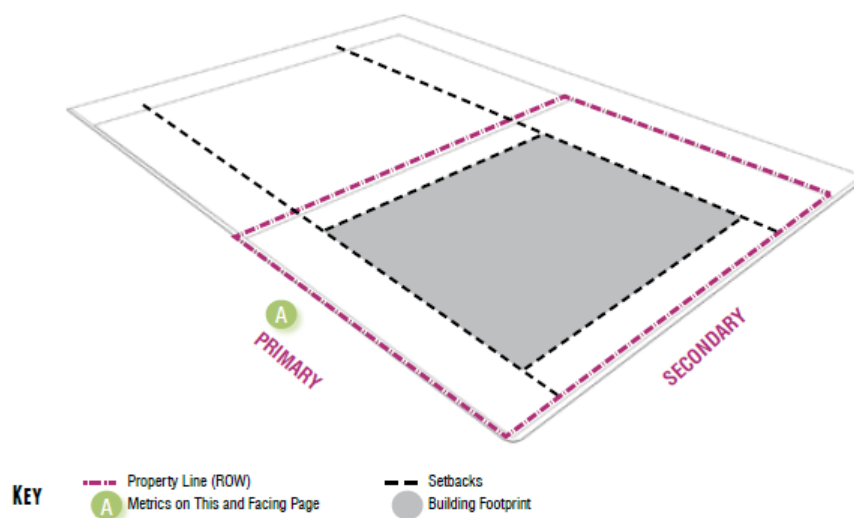 A
PRIMARY
SECONDARY
KEY
Property Line (ROW)
Setbacks
A Metrics on This and Facing Page
Building Footprint